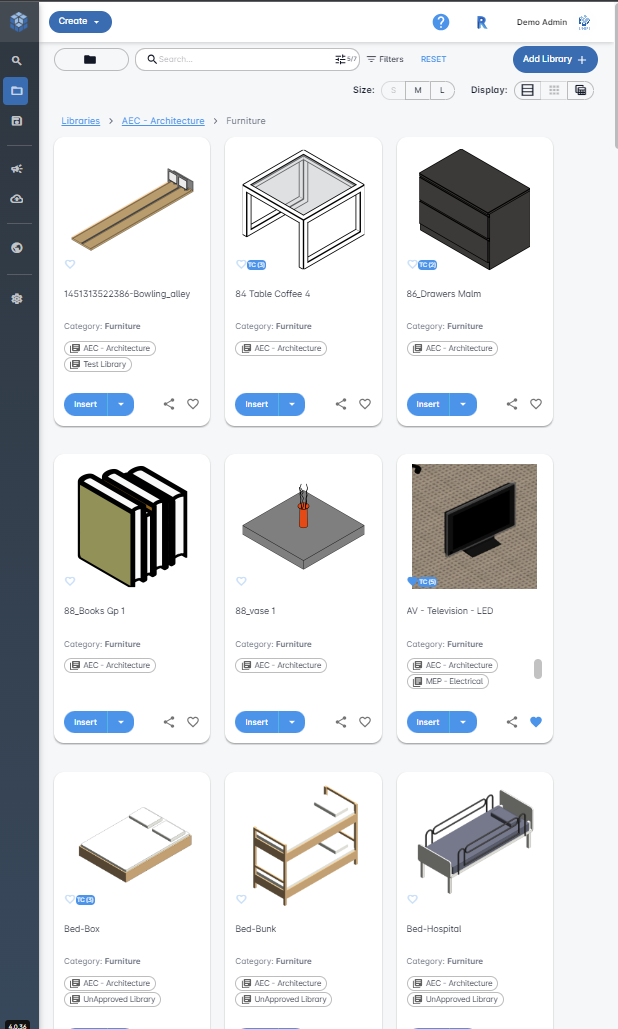 Create
?
R
Demo Admin
Search...
5/7
Filters
RESET
Add Library +
Size:
S
M
L
Display:
Libraries > AEC - Architecture > Furniture
TC (3)
TC (2)
1451313522386-Bowling_alley
84 Table Coffee 4
86_Drawers Malm
Category: Furniture
Category: Furniture
Category: Furniture
AEC - Architecture
AEC - Architecture
AEC - Architecture
Test Library
Insert
Insert
Insert
TC (5)
88_Books Gp 1
88_vase 1
AV - Television - LED
Category: Furniture
Category: Furniture
Category: Furniture
AEC - Architecture
AEC - Architecture
AEC - Architecture
MEP - Electrical
Insert
Insert
Insert
TC (3)
Bed-Box
Bed-Bunk
Bed-Hospital
Category: Furniture
Category: Furniture
Category: Furniture
AEC - Architecture
AEC - Architecture
AEC - Architecture
UnApproved Library
UnApproved Library
UnApproved Library
4.0.36